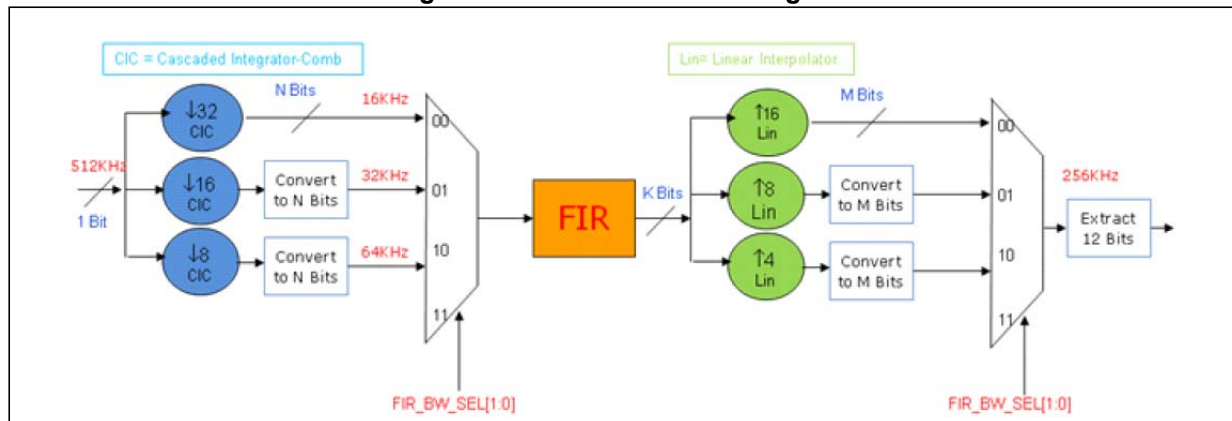 CIC = Cascaded Integrator-Comb
Lin= Linear Interpolator
N Bits
16KHz
↓32
CIC
00
512KHz
1 Bit
↓16
CIC
Convert
to N Bits
32KHz
01
↓8
CIC
Convert
to N Bits
64KHz
10
11
FIR_BW_SEL[1:0]
FIR
K Bits
↑16
Lin
M Bits
00
↑8
Lin
Convert
to M Bits
01
↑4
Lin
Convert
to M Bits
10
11
FIR_BW_SEL[1:0]
256KHz
Extract
12 Bits